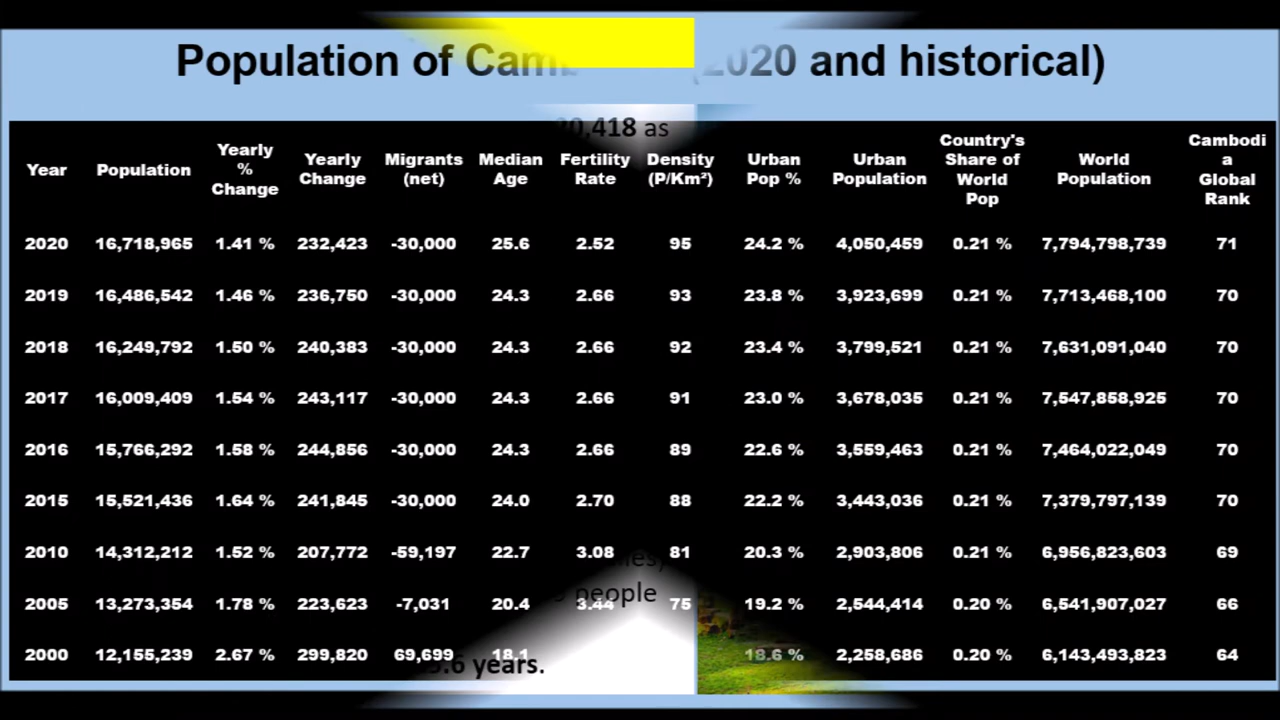 Population of Cam (2020 and historical)
0,418 as
Year Population Yearly % Change Yearly Change Migrants (net) Median Age Fertility Rate Density (P/Km²) Urban Pop % Urban Population Country's Share of World Pop World Population Cambodia Global Rank
2020 16,718,965 1.41 % 232,423 -30,000 25.6 2.52 95 24.2 % 4,050,459 0.21 % 7,794,798,739 71
2019 16,486,542 1.46 % 236,750 -30,000 24.3 2.66 93 23.8 % 3,923,699 0.21 % 7,713,468,100 70
2018 16,249,792 1.50 % 240,383 -30,000 24.3 2.66 92 23.4 % 3,799,521 0.21 % 7,631,091,040 70
2017 16,009,409 1.54 % 243,117 -30,000 24.3 2.66 91 23.0 % 3,678,035 0.21 % 7,547,858,925 70
2016 15,766,292 1.58 % 244,856 -30,000 24.3 2.66 89 22.6 % 3,559,463 0.21 % 7,464,022,049 70
2015 15,521,436 1.64 % 241,845 -30,000 24.0 2.70 88 22.2 % 3,443,036 0.21 % 7,379,797,139 70
2010 14,312,212 1.52 % 207,772 -59,197 22.7 3.08 81 20.3 % 2,903,806 0.21 % 6,956,823,603 69
people
2005 13,273,354 1.78 % 223,623 -7,031 20.4 3.44 75 19.2 % 2,544,414 0.20 % 6,541,907,027 66
2000 12,155,239 2.67 % 299,820 69,699 18.1 18.6 % 2,258,686 0.20 % 6,143,493,823 64
.6 years.